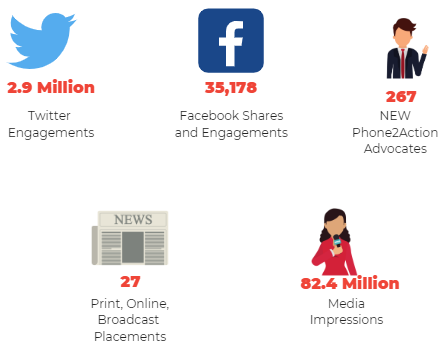 2.9 Million
Twitter
Engagements
f
35,178
Facebook Shares
and Engagements
267
NEW
Phone2Action
Advocates
NEWS
27
Print, Online,
Broadcast
Placements
82.4 Million
Media
Impressions